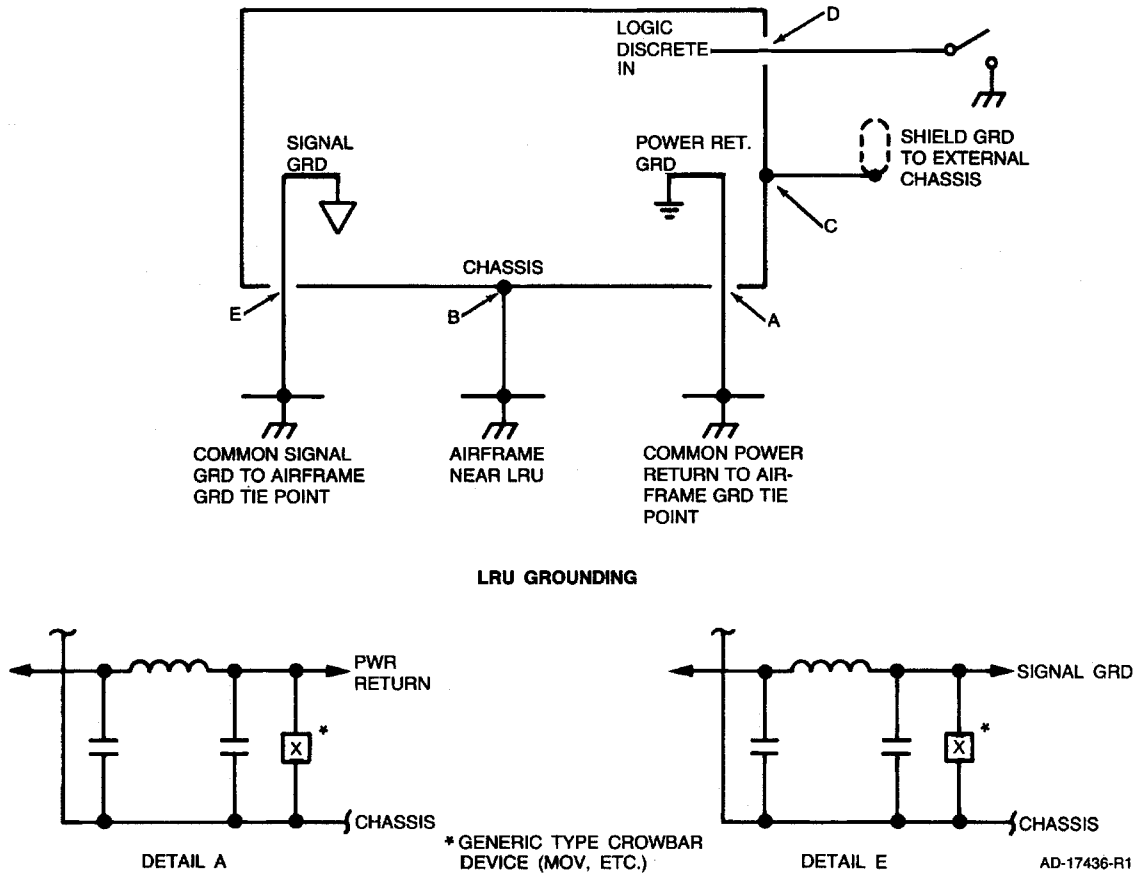 D
LOGIC
DISCRETE
IN
SIGNAL
GRD
POWER RET.
GRD
SHIELD GRD
TO EXTERNAL
CHASSIS
C
CHASSIS
E
B
A
COMMON SIGNAL
GRD TO AIRFRAME
GRD TIE POINT
AIRFRAME
NEAR LRU
COMMON POWER
RETURN TO AIR-
FRAME GRD TIE
POINT
LRU GROUNDING
PWR
RETURN
*
X
CHASSIS
DETAIL A
* GENERIC TYPE CROWBAR
DEVICE (MOV, ETC.)
SIGNAL GRD
*
X
CHASSIS
DETAIL E
AD-17436-R1